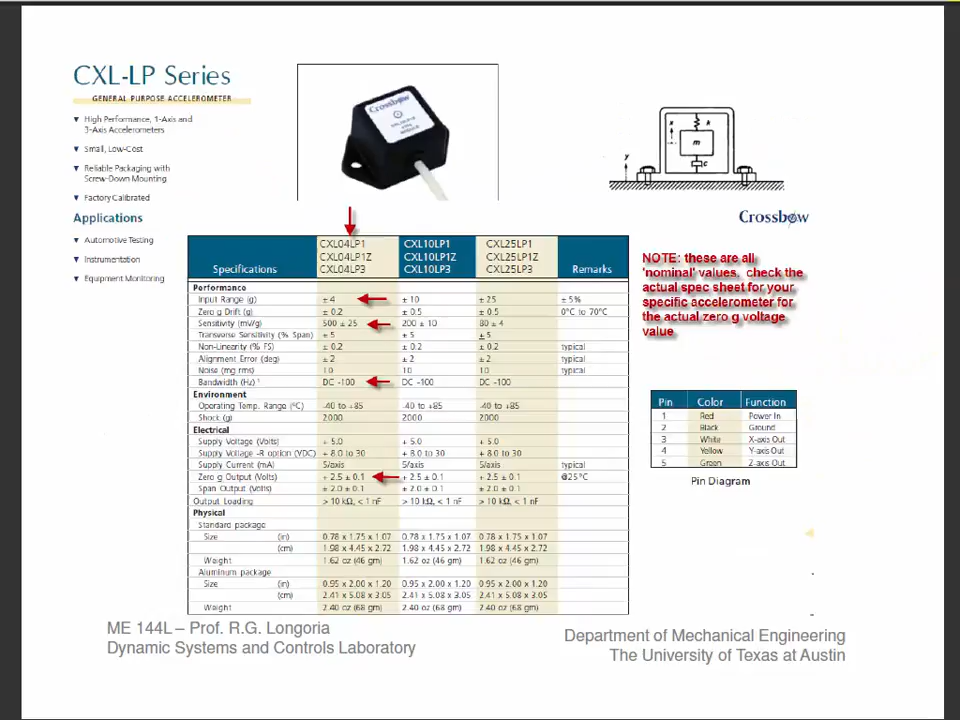 CXL-LP Series
GENERAL PURPOSE ACCELEROMETER
▼ High Performance, 1-Axis and
3-Axis Accelerometers
▼ Small, Low-Cost
▼ Reliable Packaging with
Screw-Down Mounting
▼ Factory Calibrated
Applications
▼ Automotive Testing
▼ Instrumentation
▼ Equipment Monitoring
Crossbow
x k
m
c
y
Crossbow
CXL04LP1 CXL10LP1 CXL25LP1
CXL04LP1Z CXL10LP1Z CXL25LP1Z
Specifications CXL04LP3 CXL10LP3 CXL25LP3 Remarks
Performance
Input Range (g) ± 4 ± 10 ± 25 ± 5%
Zero g Drift (g) ± 0.2 ± 0.5 ± 0.5 0°C to 70°C
Sensitivity (mV/g) 500 ± 25 200 ± 10 80 ± 4
Transverse Sensitivity (% Span) ± 5 ± 5 ± 5
Non-Linearity (% FS) ± 0.2 ± 0.2 ± 0.2 typical
Alignment Error (deg) ± 2 ± 2 ± 2 typical
Noise (mg rms) 10 10 10 typical
Bandwidth (Hz) ¹ DC -100 DC -100 DC -100
Environment
Operating Temp. Range (°C) -40 to +85 -40 to +85 -40 to +85
Shock (g) 2000 2000 2000
Electrical
Supply Voltage (Volts) + 5.0 + 5.0 + 5.0
Supply Voltage -R option (VDC) + 8.0 to 30 + 8.0 to 30 + 8.0 to 30
Supply Current (mA) 5/axis 5/axis 5/axis typical
Zero g Output (Volts) + 2.5 ± 0.1 + 2.5 ± 0.1 + 2.5 ± 0.1 @25°C
Span Output (Volts) ± 2.0 ± 0.1 ± 2.0 ± 0.1 ± 2.0 ± 0.1
Output Loading > 10 kΩ, < 1 nF > 10 kΩ, < 1 nF > 10 kΩ, < 1 nF
Physical
Standard package
Size (in) 0.78 x 1.75 x 1.07 0.78 x 1.75 x 1.07 0.78 x 1.75 x 1.07
(cm) 1.98 x 4.45 x 2.72 1.98 x 4.45 x 2.72 1.98 x 4.45 x 2.72
Weight 1.62 oz (46 gm) 1.62 oz (46 gm) 1.62 oz (46 gm)
Aluminum package
Size (in) 0.95 x 2.00 x 1.20 0.95 x 2.00 x 1.20 0.95 x 2.00 x 1.20
(cm) 2.41 x 5.08 x 3.05 2.41 x 5.08 x 3.05 2.41 x 5.08 x 3.05
Weight 2.40 oz (68 gm) 2.40 oz (68 gm) 2.40 oz (68 gm)
NOTE: these are all
'nominal' values, check the
actual spec sheet for your
specific accelerometer for
the actual zero g voltage
value
Pin Color Function
1 Red Power In
2 Black Ground
3 White X-axis Out
4 Yellow Y-axis Out
5 Green Z-axis Out
Pin Diagram
ME 144L – Prof. R.G. Longoria
Dynamic Systems and Controls Laboratory
Department of Mechanical Engineering
The University of Texas at Austin